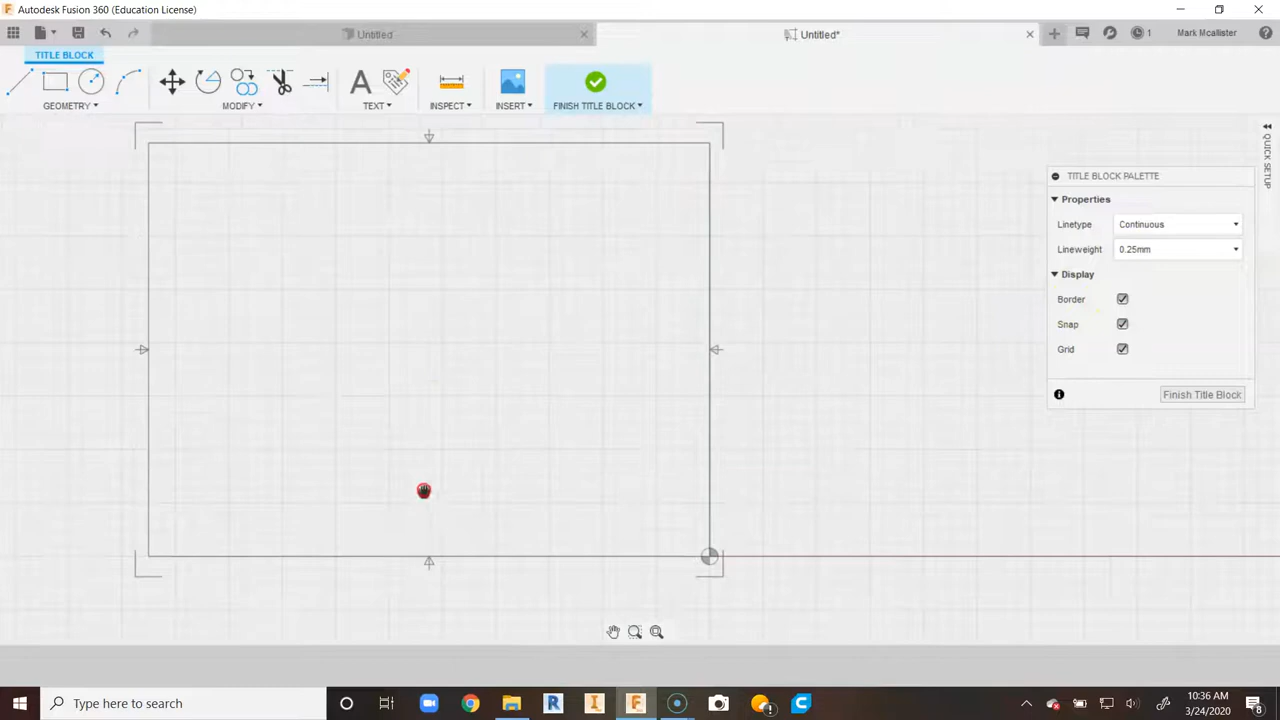 Autodesk Fusion 360 (Education License)
Untitled
Untitled*
1
Mark Mcallister
TITLE BLOCK
GEOMETRY
MODIFY
TEXT
INSPECT
INSERT
FINISH TITLE BLOCK
QUICK SETUP
TITLE BLOCK PALETTE
Properties
Linetype Continuous
Lineweight 0.25mm
Display
Border
Snap
Grid
Finish Title Block
Type here to search
10:36 AM
3/24/2020